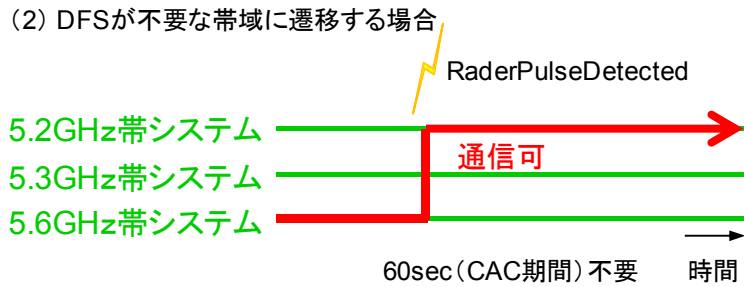 (2) DFSが不要な帯域に遷移する場合
RaderPulseDetected
5.2GHz帯システム
通信可
5.3GHz帯システム
5.6GHz帯システム
60sec(CAC期間)不要 時間